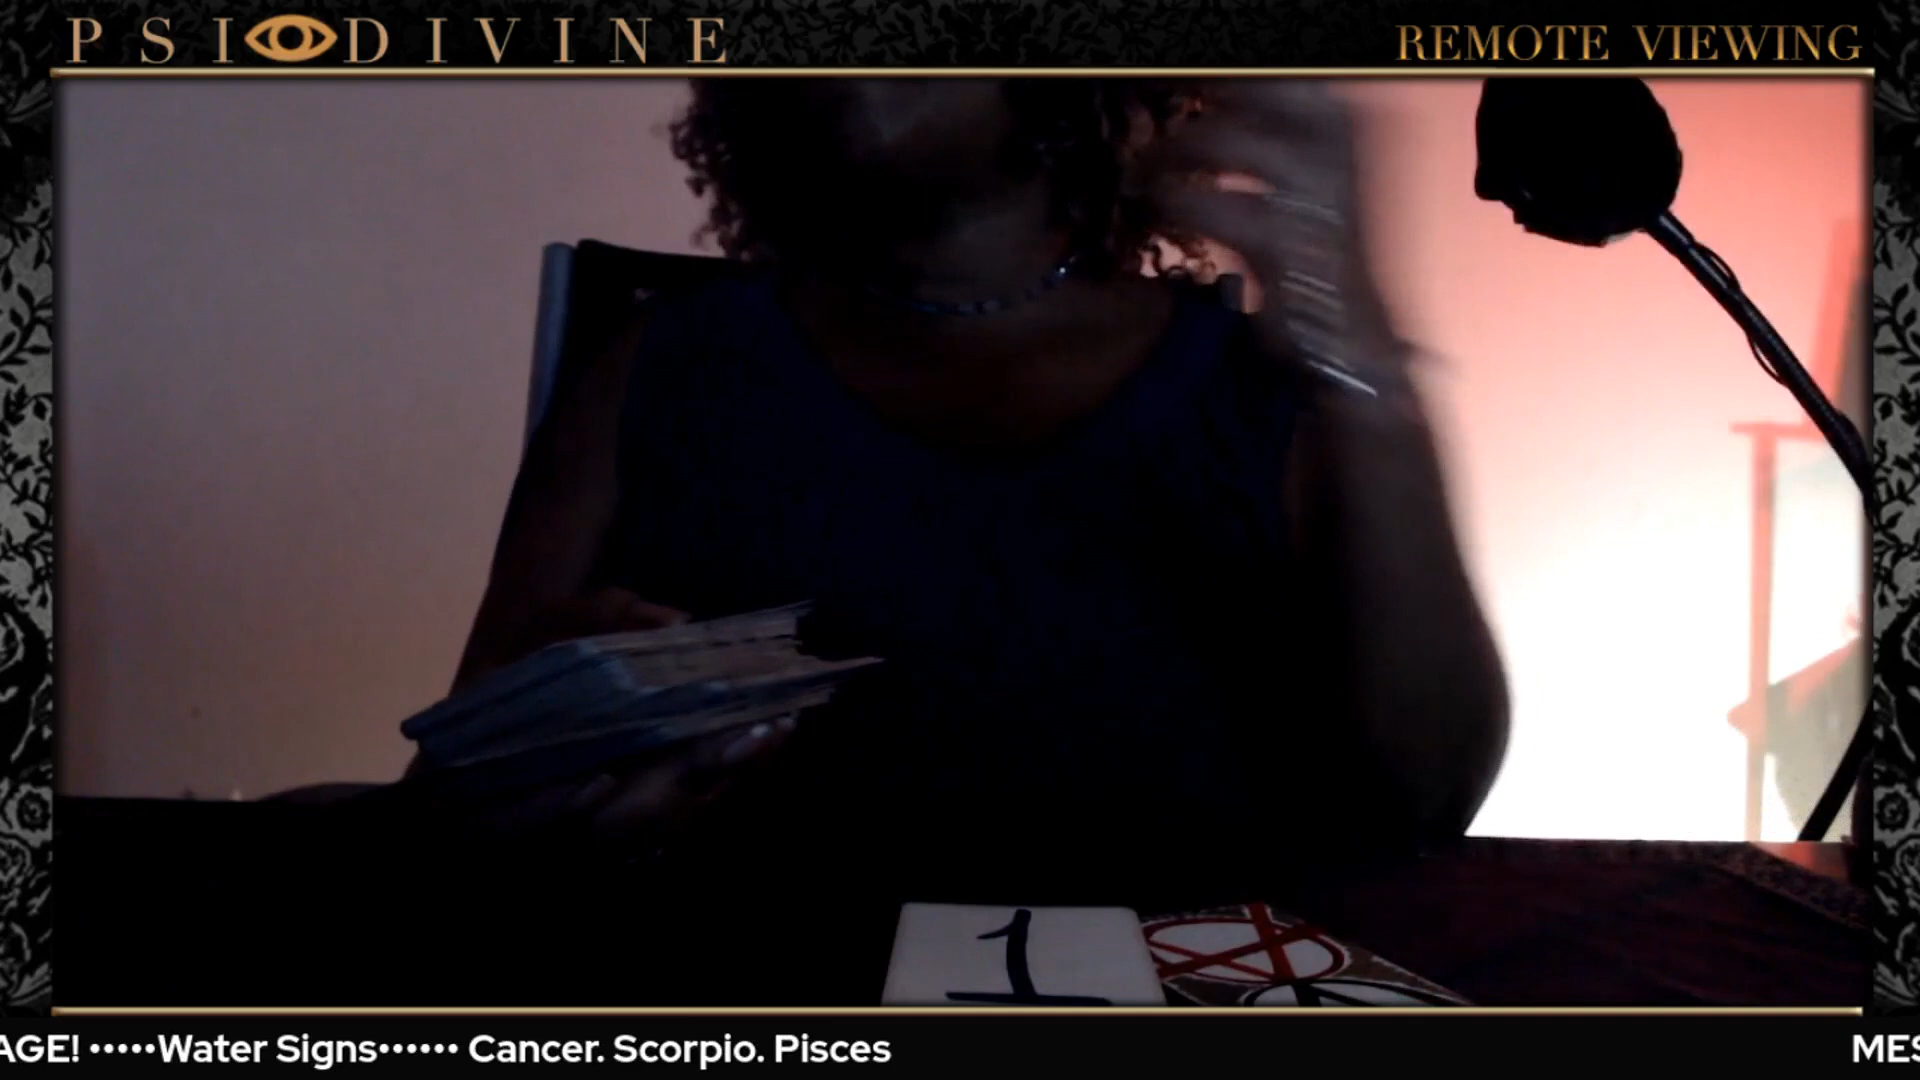 PSI DIVINE
REMOTE VIEWING
1
AGE! •••••Water Signs•••••• Cancer. Scorpio. Pisces
MES